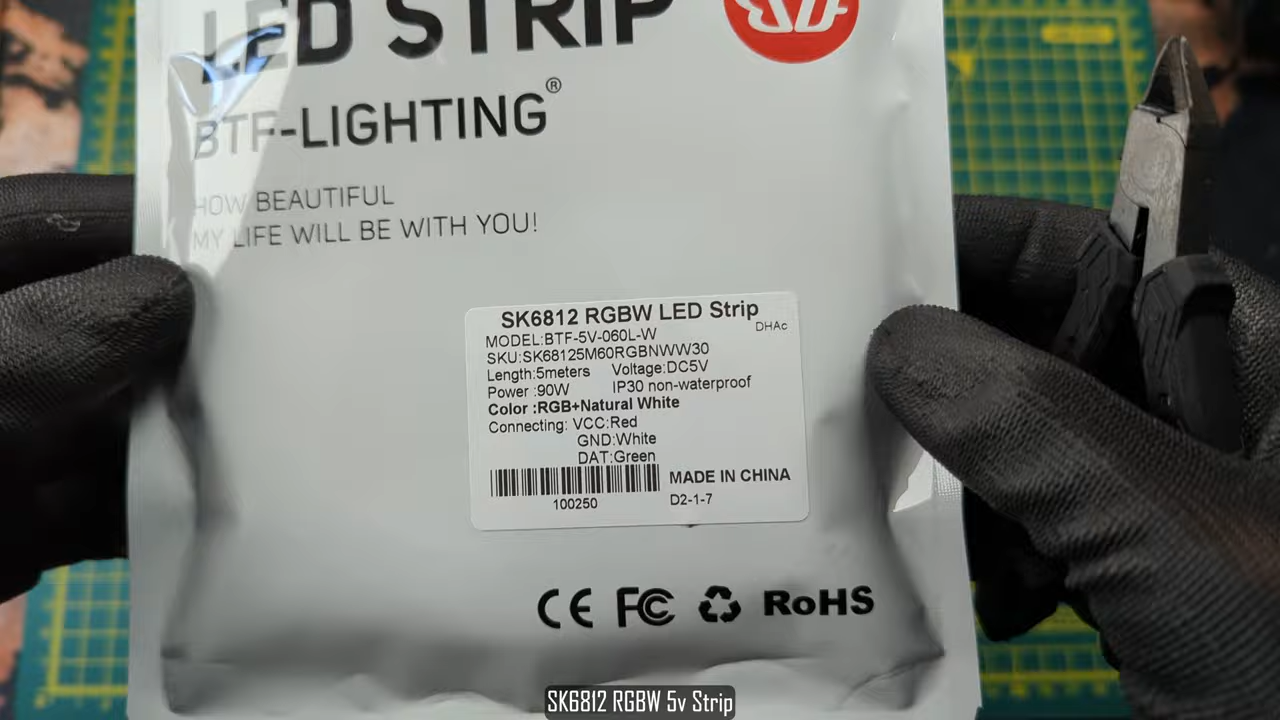 LED STRIP
BTF-LIGHTING®
HOW BEAUTIFUL
MY LIFE WILL BE WITH YOU!
SK6812 RGBW LED Strip
MODEL:BTF-5V-060L-W
DHAc
SKU:SK68125M60RGBNWW30
Length:5meters Voltage:DC5V
Power :90W IP30 non-waterproof
Color :RGB+Natural White
Connecting: VCC:Red
GND:White
DAT:Green
MADE IN CHINA
100250
D2-1-7
CE FC RoHS
SK6812 RGBW 5v Strip